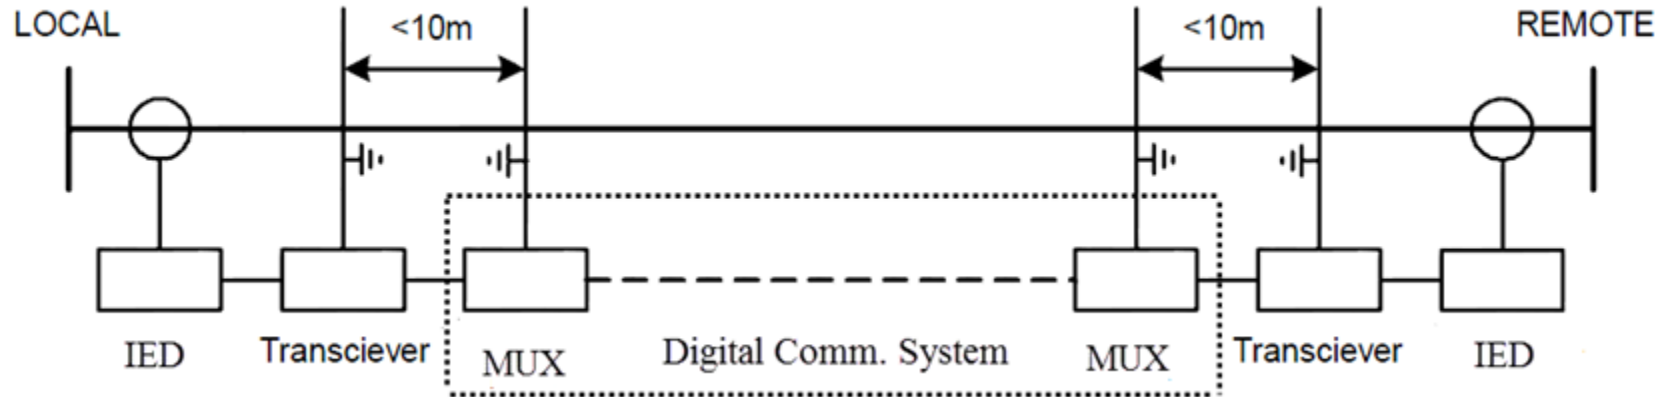 LOCAL
<10m
<10m
REMOTE
IED
Transciever
MUX
Digital Comm. System
MUX
Transciever
IED